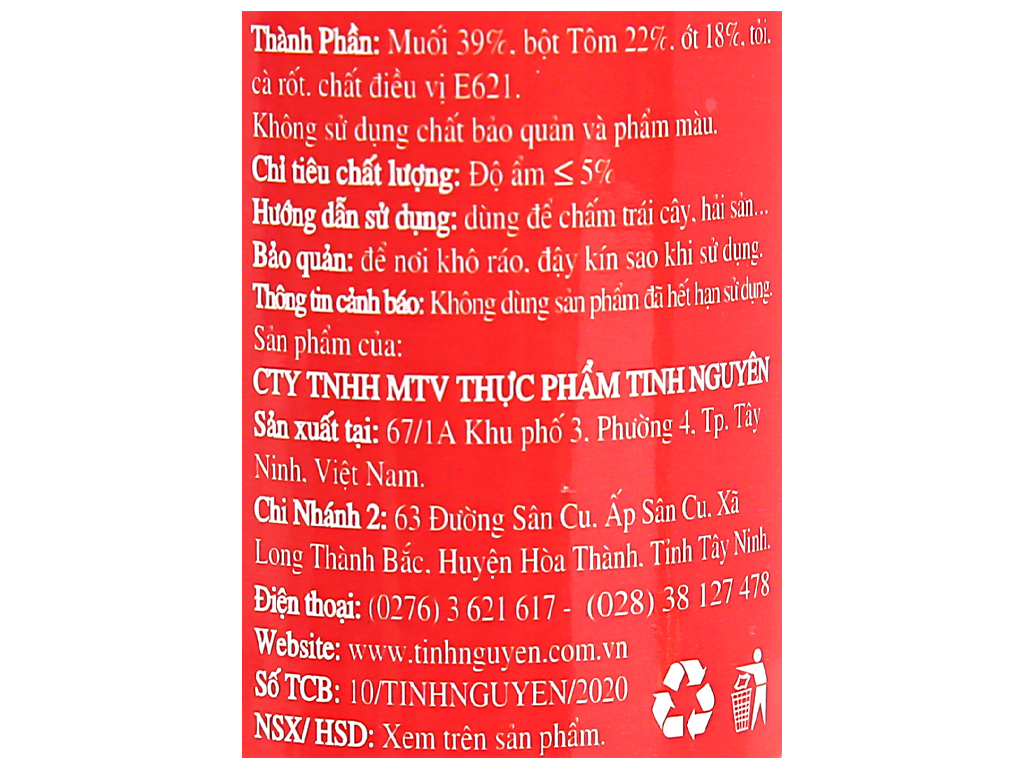 Thành Phần: Muối 39%, bột Tôm 22%, ớt 18%, tỏi,
cà rốt, chất điều vị E621.
Không sử dụng chất bảo quản và phẩm màu.
Chỉ tiêu chất lượng: Độ ẩm ≤ 5%
Hướng dẫn sử dụng: dùng để chấm trái cây, hải sản...
Bảo quản: để nơi khô ráo, đậy kín sao khi sử dụng.
Thông tin cảnh báo: Không dùng sản phẩm đã hết hạn sử dụng.
Sản phẩm của:
CTY TNHH MTV THỰC PHẨM TINH NGUYÊN
Sản xuất tại: 67/1A Khu phố 3, Phường 4, Tp. Tây
Ninh, Việt Nam.
Chi Nhánh 2: 63 Đường Sân Cu, Ấp Sân Cu, Xã
Long Thành Bắc, Huyện Hòa Thành, Tỉnh Tây Ninh.
Điện thoại: (0276) 3 621 617 - (028) 38 127 478
Website: www.tinhnguyen.com.vn
Số TCB: 10/TINHNGUYEN/2020
NSX/ HSD: Xem trên sản phẩm.